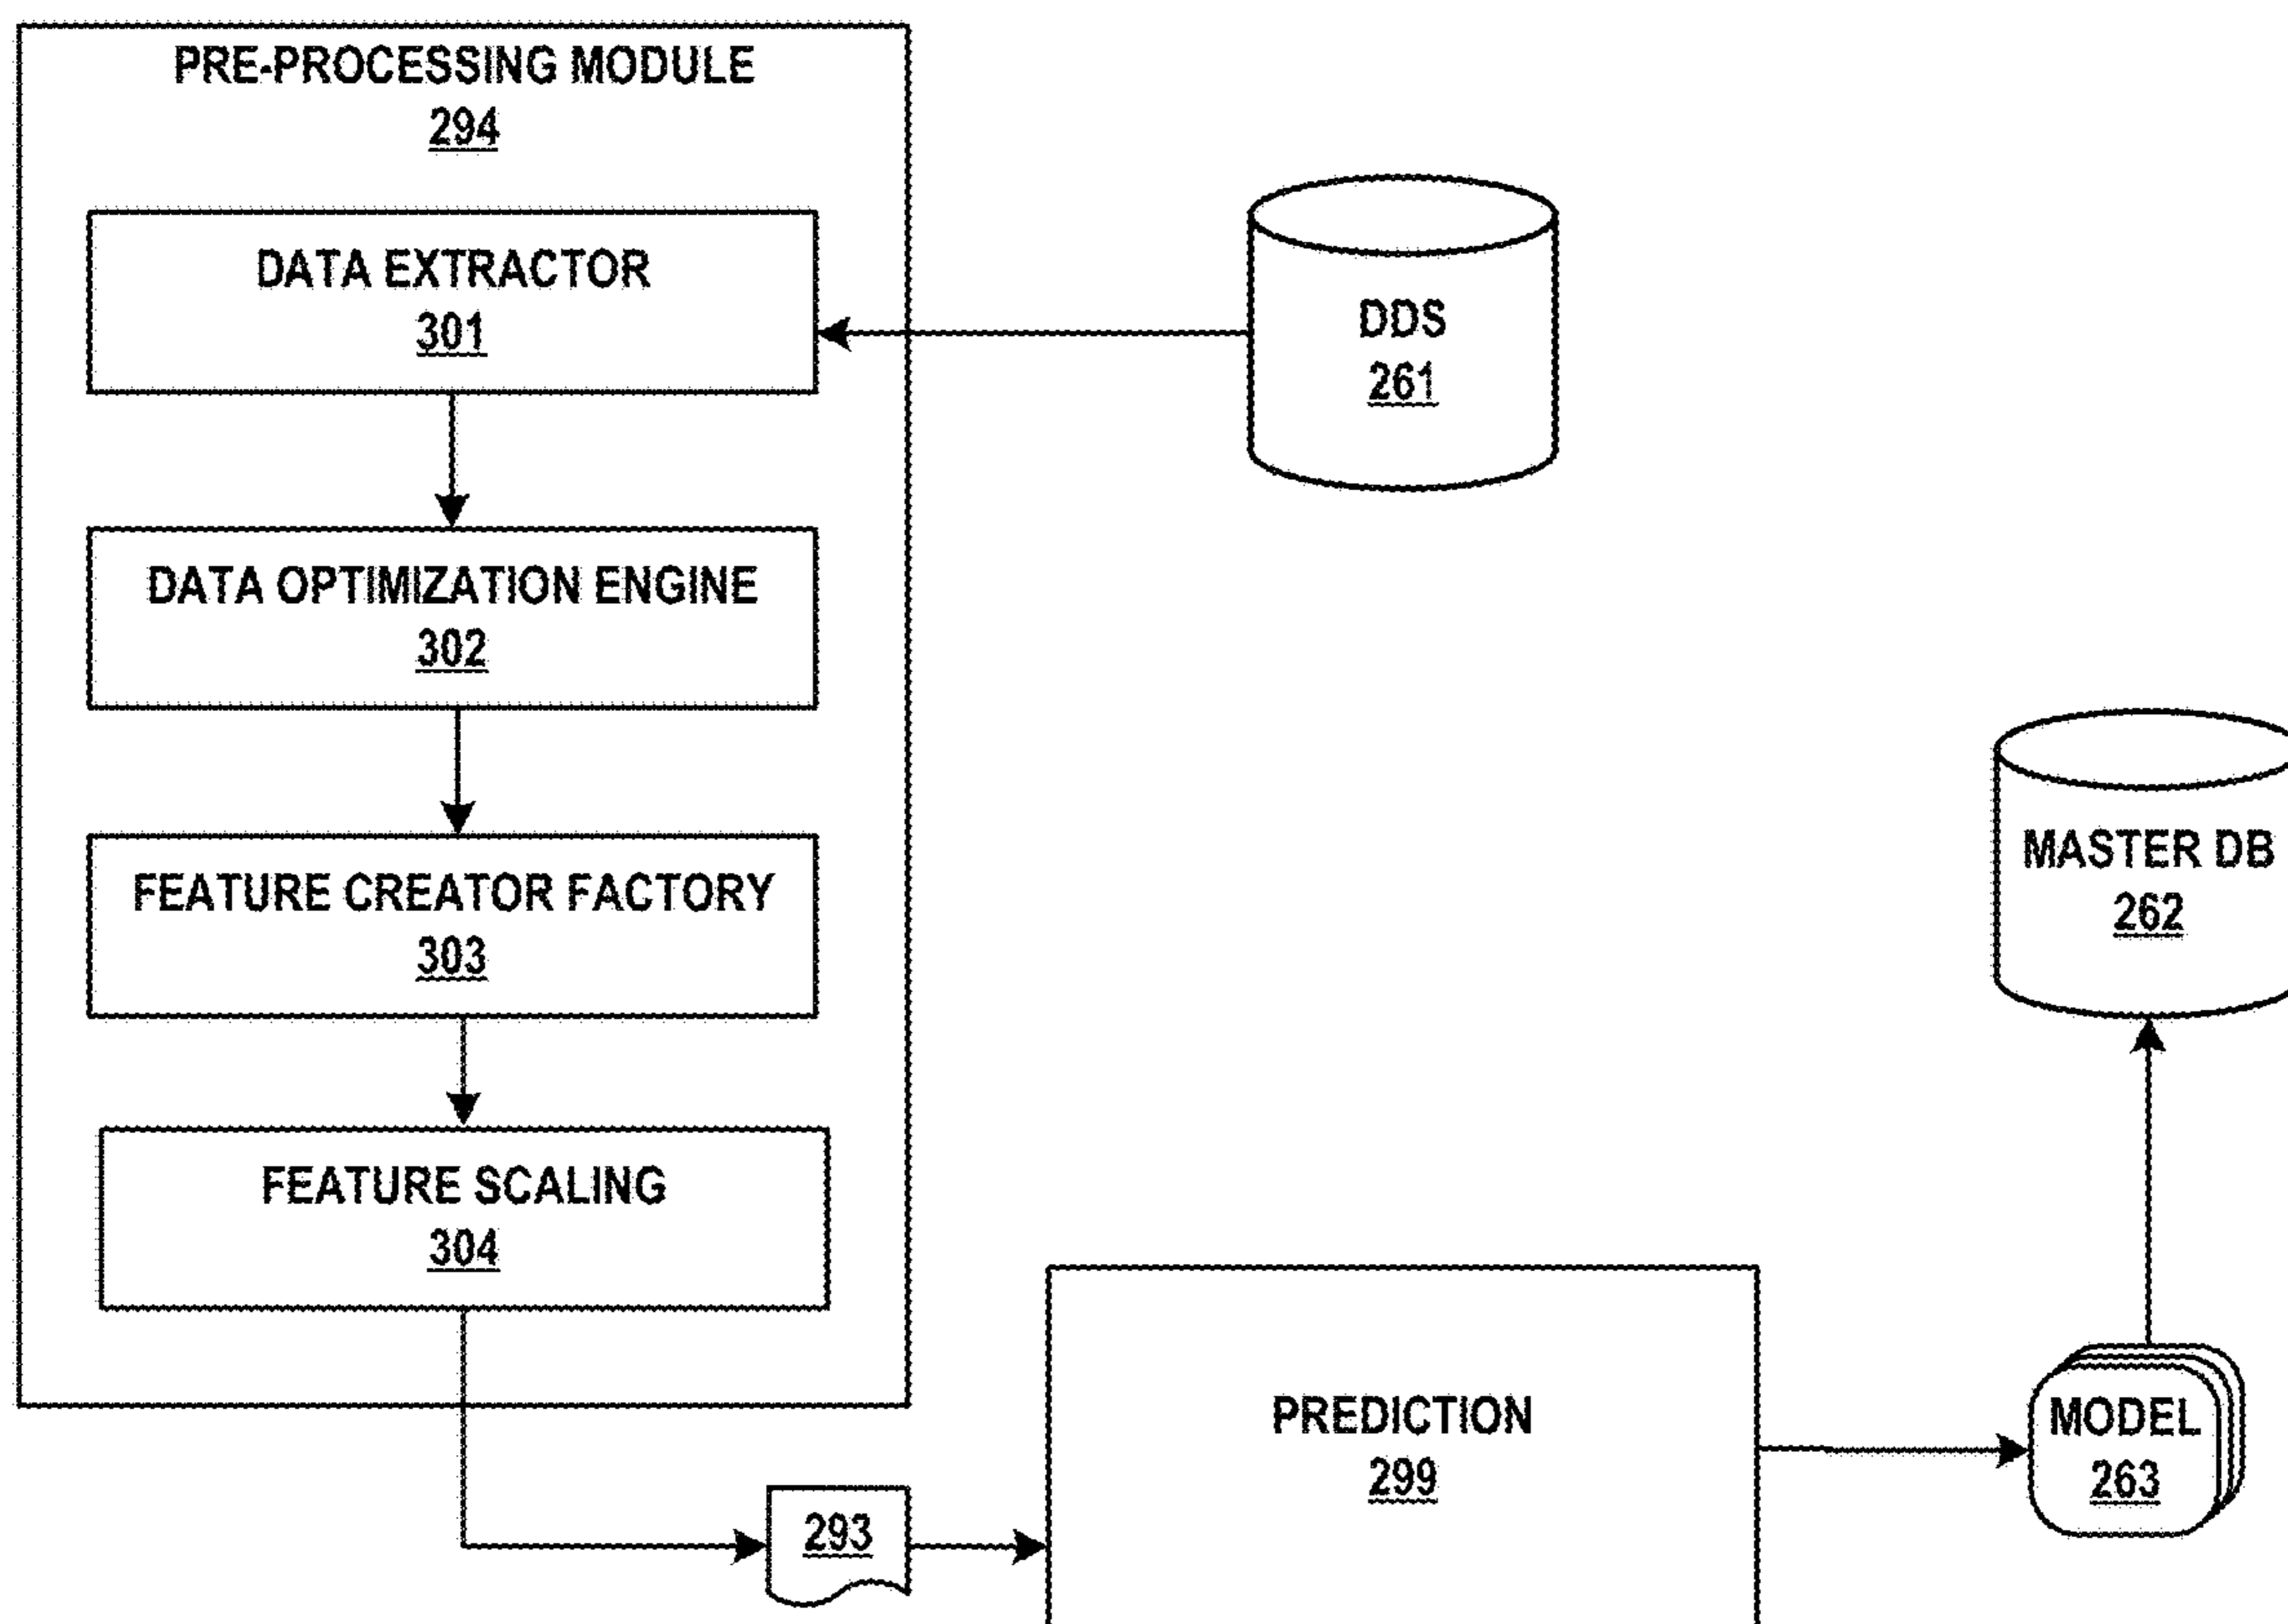 PRE-PROCESSING MODULE
294
DATA EXTRACTOR
301
DDS
261
DATA OPTIMIZATION ENGINE
302
FEATURE CREATOR FACTORY
303
MASTER DB
262
FEATURE SCALING
304
PREDICTION
299
MODEL
263
293